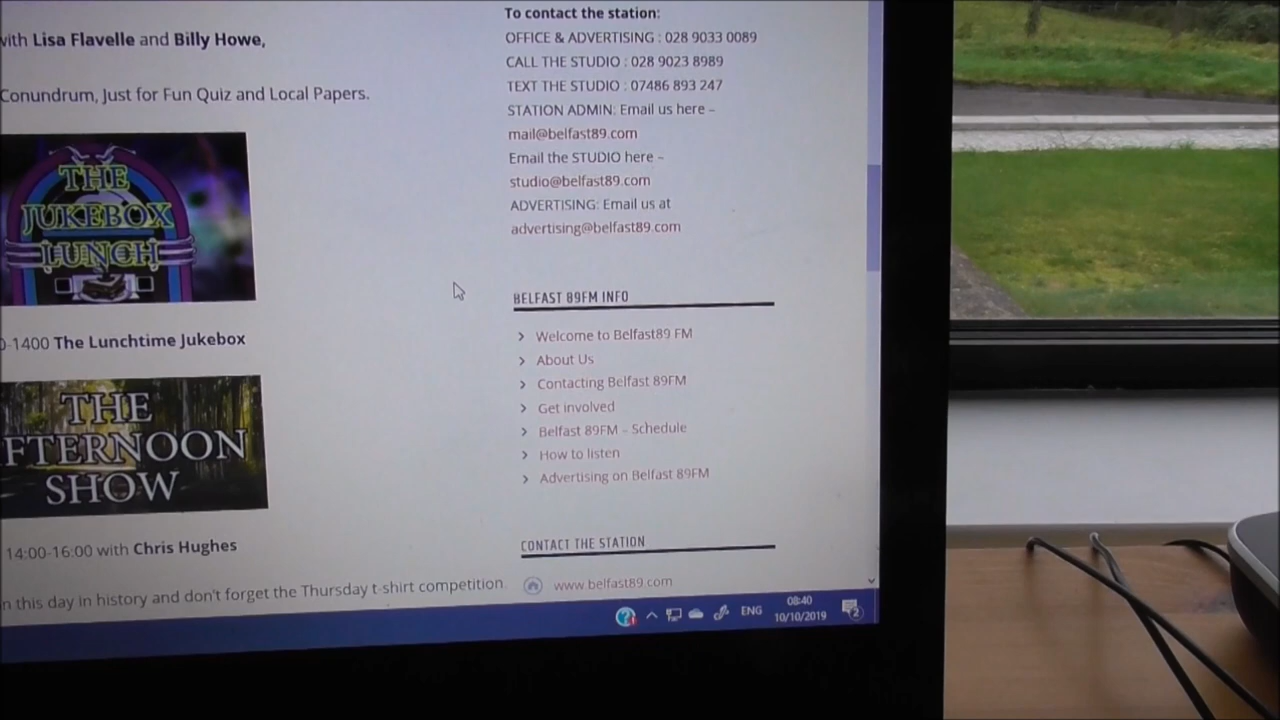 with Lisa Flavelle and Billy Howe,
Conundrum, Just for Fun Quiz and Local Papers.
THE
JUKEBOX
LUNCH
0-1400 The Lunchtime Jukebox
THE
FTERNOON
SHOW
14:00-16:00 with Chris Hughes
n this day in history and don't forget the Thursday t-shirt competition
To contact the station:
OFFICE & ADVERTISING : 028 9033 0089
CALL THE STUDIO : 028 9023 8989
TEXT THE STUDIO : 07486 893 247
STATION ADMIN: Email us here –
mail@belfast89.com
Email the STUDIO here –
studio@belfast89.com
ADVERTISING: Email us at
advertising@belfast89.com
BELFAST 89FM INFO
Welcome to Belfast89 FM
About Us
Contacting Belfast 89FM
Get involved
Belfast 89FM – Schedule
How to listen
Advertising on Belfast 89FM
CONTACT THE STATION
www.belfast89.com
ENG
08:40
10/10/2019
2